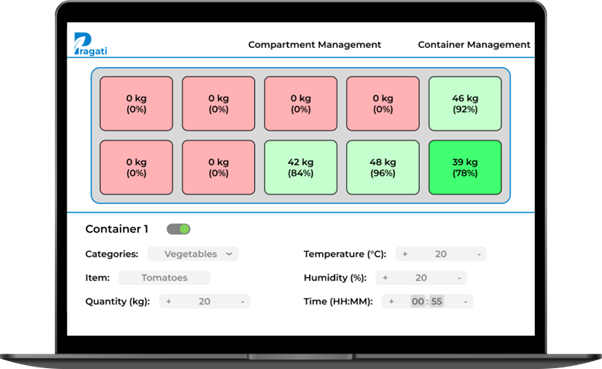 Pragati
Compartment Management Container Management
0 kg 0 kg 0 kg 0 kg 46 kg
(0%) (0%) (0%) (0%) (92%)
0 kg 0 kg 42 kg 48 kg 39 kg
(0%) (0%) (84%) (96%) (78%)
Container 1
Categories: Vegetables Temperature (°C): + 20 -
Item: Tomatoes Humidity (%): + 20 -
Quantity (kg): + 20 - Time (HH:MM): + 00 : 55 -